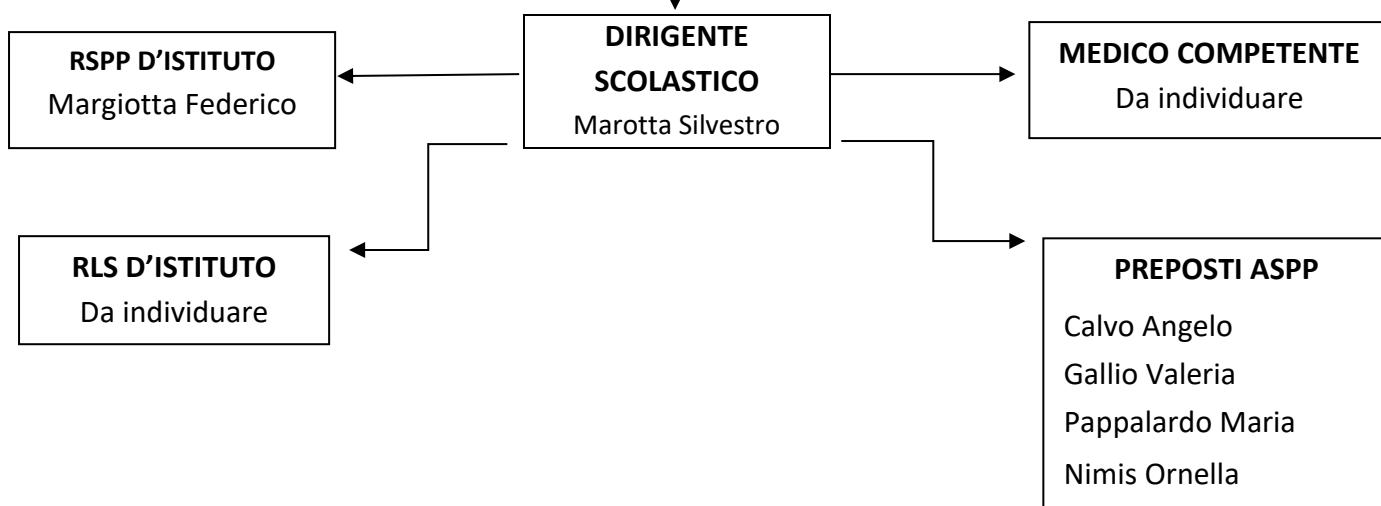 RSPP D’ISTITUTO
Margiotta Federico
DIRIGENTE
SCOLASTICO
Marotta Silvestro
MEDICO COMPETENTE
Da individuare
RLS D’ISTITUTO
Da individuare
PREPOSTI ASPP
Calvo Angelo
Gallio Valeria
Pappalardo Maria
Nimis Ornella